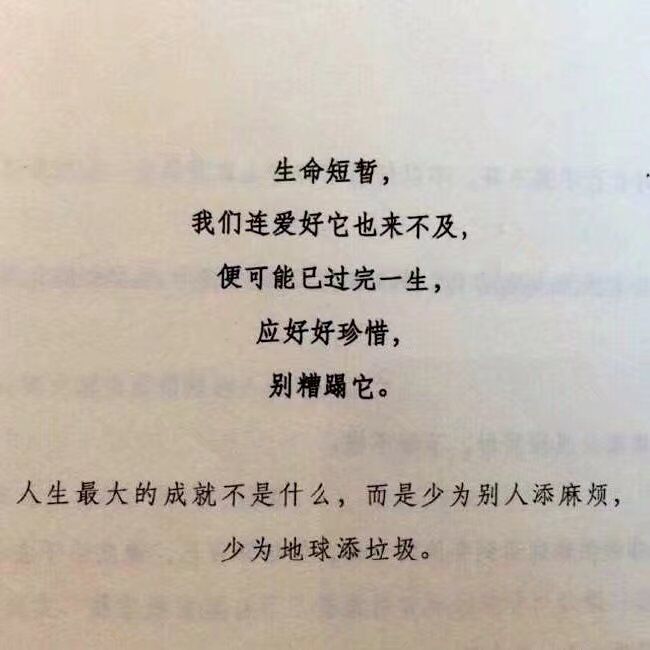 生命短暂，
我们连爱好它也来不及，
便可能已过完一生，
应好好珍惜，
别糟蹋它。
人生最大的成就不是什么，而是少为别人添麻烦，
少为地球添垃圾。